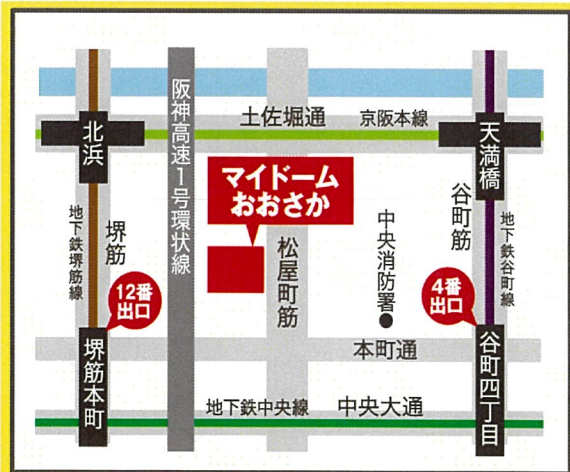 北浜
阪神高速1号環状線
土佐堀通
京阪本線
天満橋
マイドーム
おおさか
地下鉄堺筋線
堺筋
12番
出口
松屋町筋
中央消防署
谷町筋
地下鉄谷町線
4番
出口
堺筋本町
本町通
谷町四丁目
地下鉄中央線
中央大通